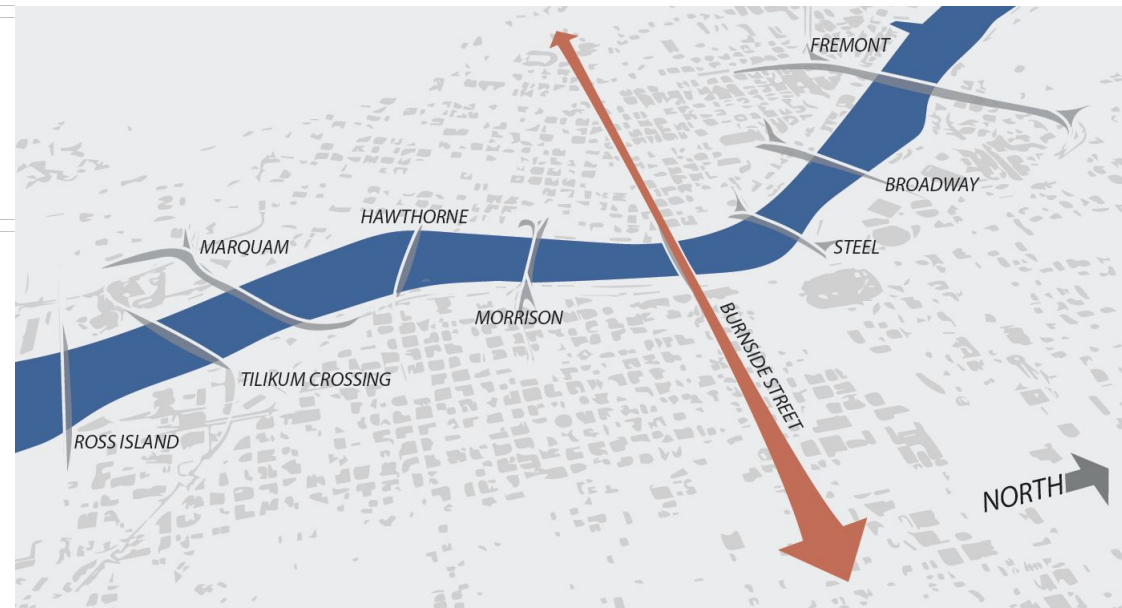 FREMONT
BROADWAY
HAWTHORNE
MARQUAM
STEEL
MORRISON
BURNSIDE STREET
TILIKUM CROSSING
ROSS ISLAND
NORTH